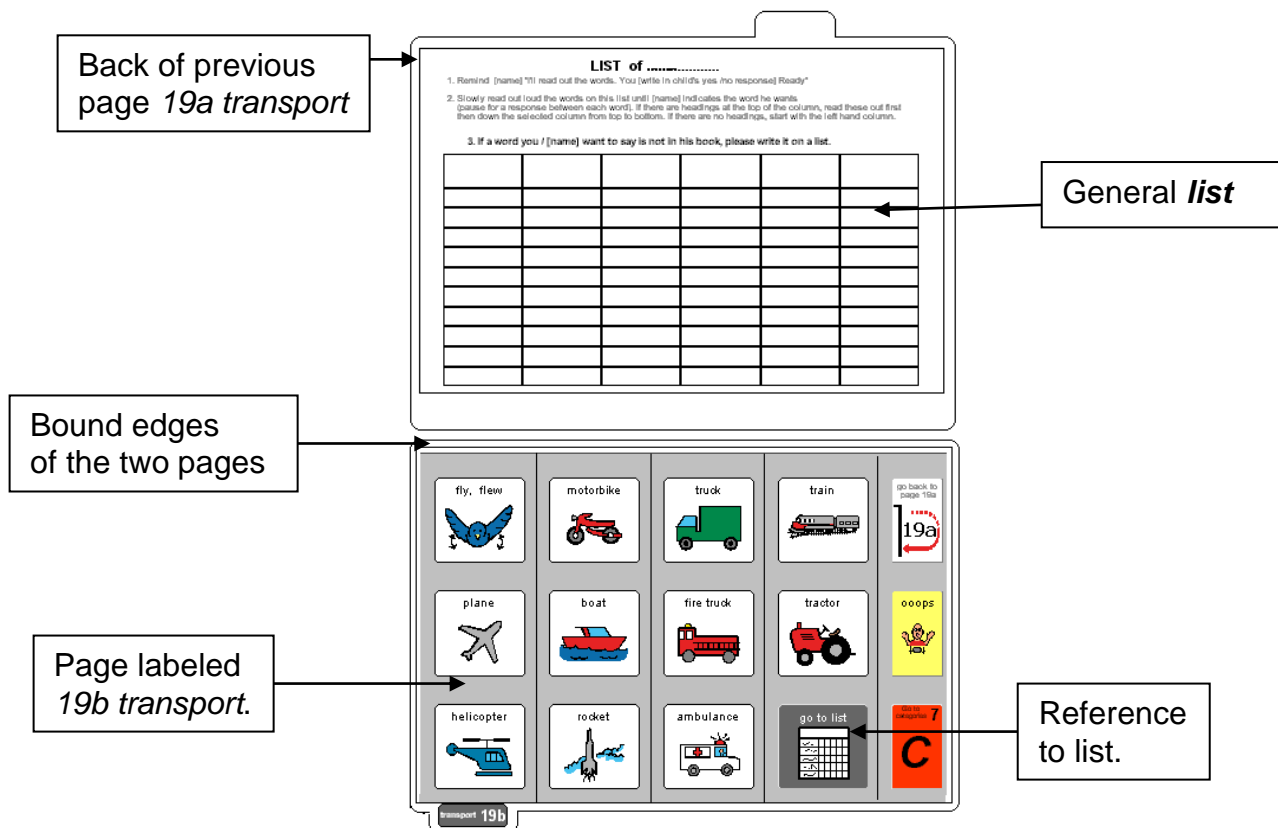 Back of previous
page 19a transport
LIST of ....................
1. Remind [name] "I'll read out the words. You [write in child's yes /no response] Ready"
2. Slowly read out loud the words on this list until [name] indicates the word he wants
(pause for a response between each word). If there are headings at the top of the column, read these out first
then down the selected column from top to bottom. If there are no headings, start with the left hand column.
3. If a word you / [name] want to say is not in his book, please write it on a list.
General list
Bound edges
of the two pages
fly, flew
motorbike
truck
train
go back to
page 19a
19a
plane
boat
fire truck
tractor
ooops
Page labeled
19b transport.
helicopter
rocket
ambulance
go to list
Go to
categories 7
C
Reference
to list.
transport 19b